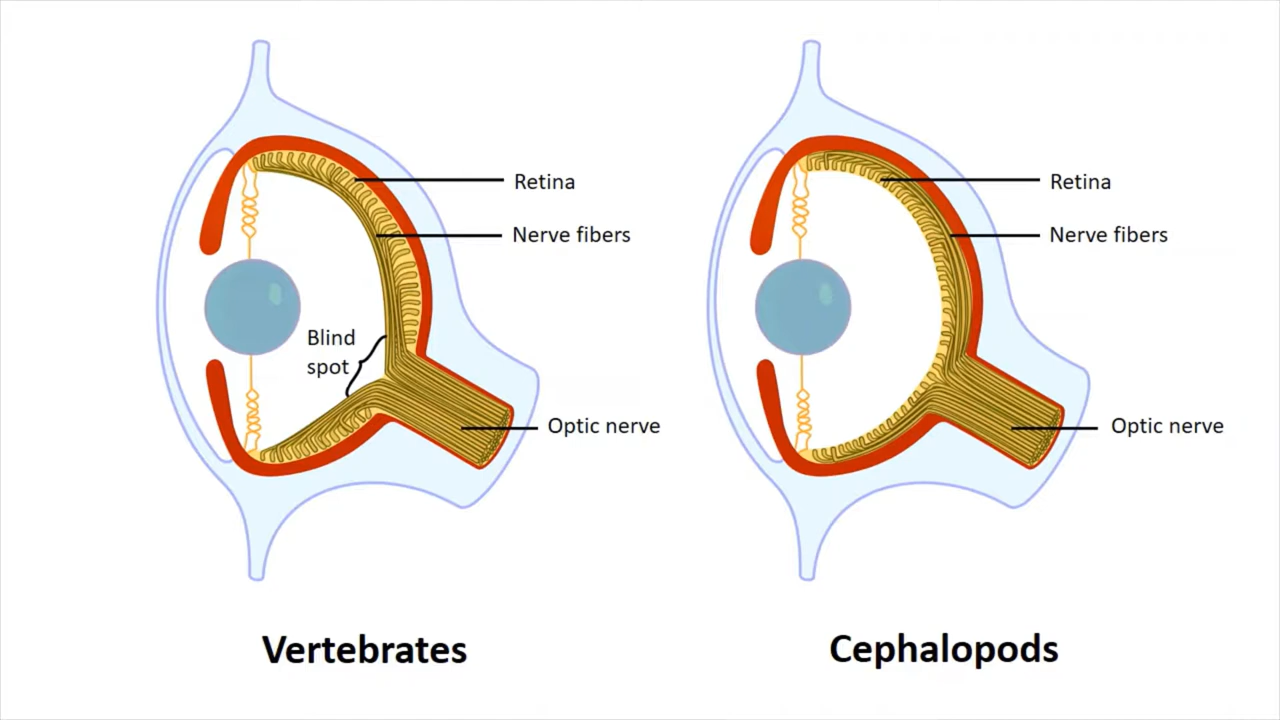 Retina
Nerve fibers
Blind
spot
Optic nerve
Vertebrates
Retina
Nerve fibers
Optic nerve
Cephalopods